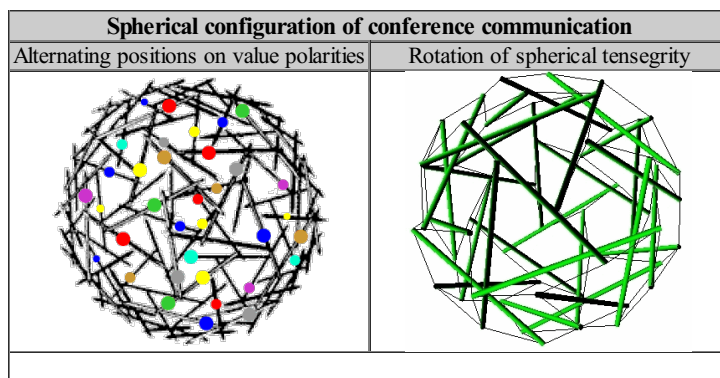 Spherical configuration of conference communication
Alternating positions on value polarities
Rotation of spherical tensegrity